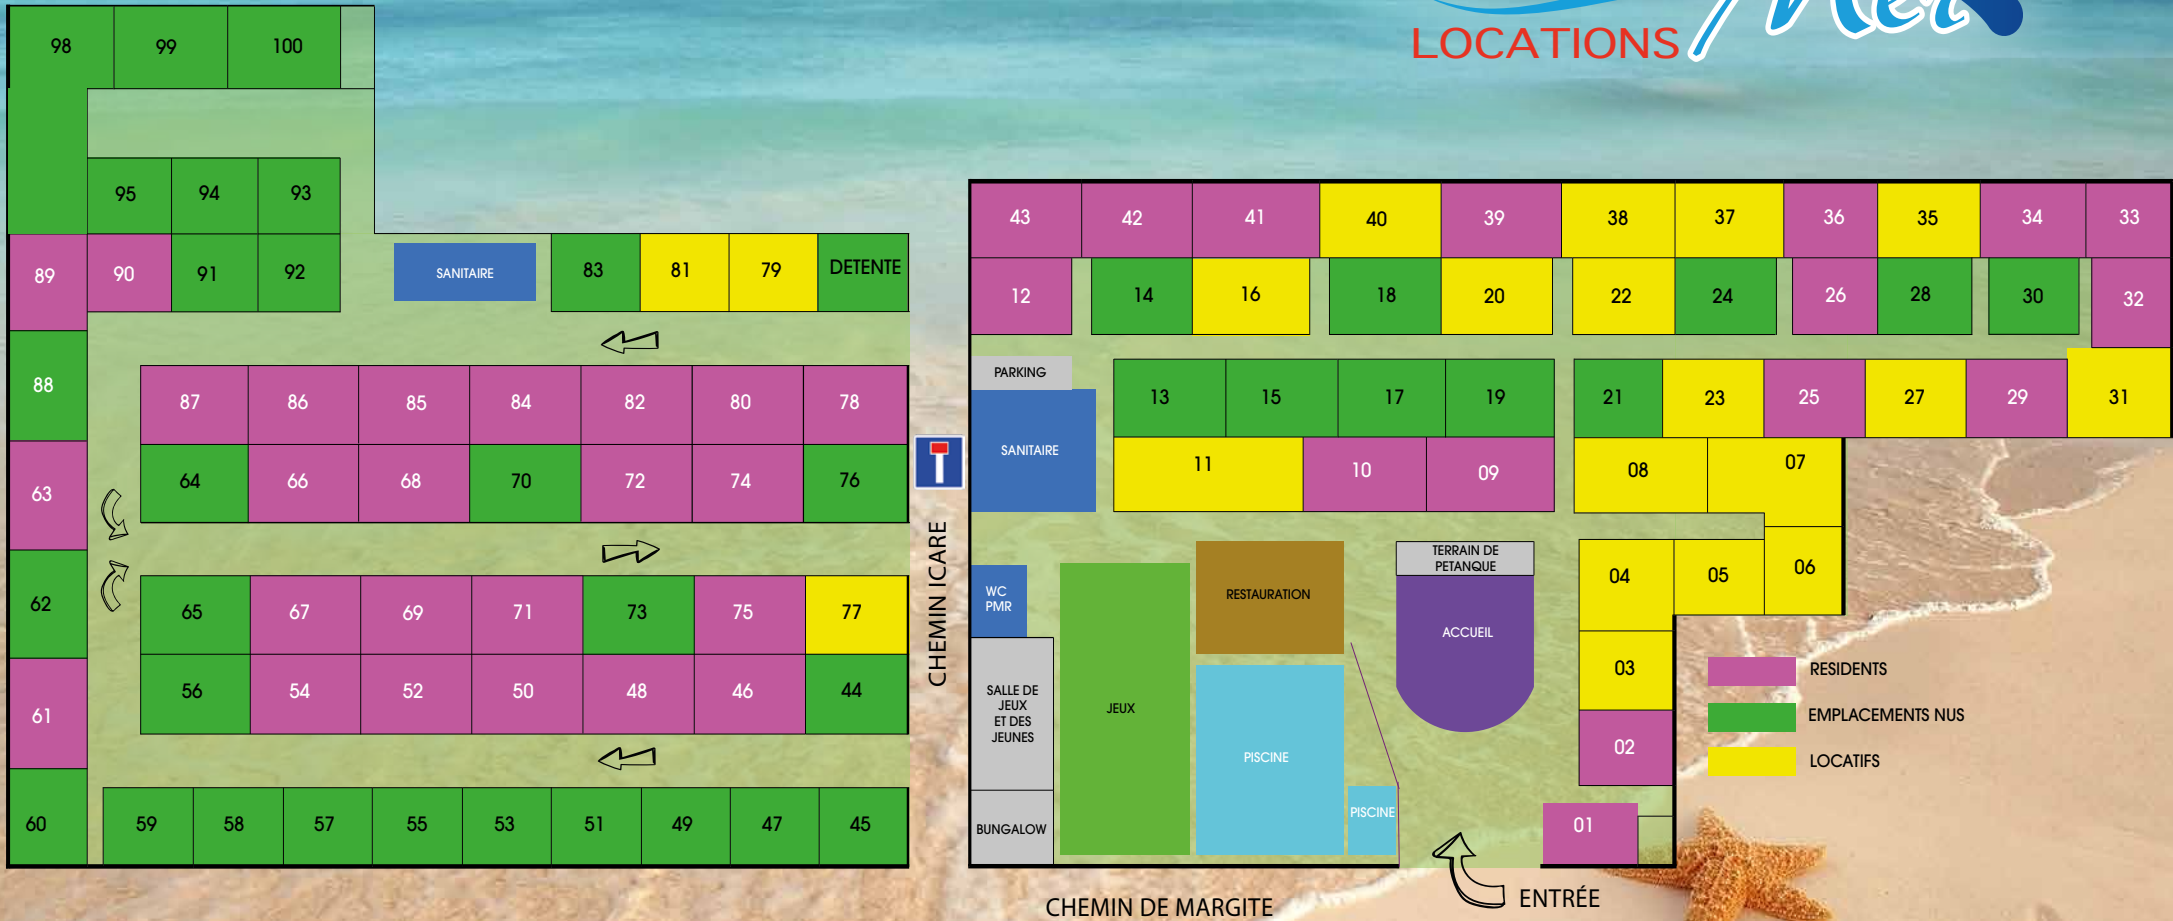 Mer
LOCATIONS
98 99 100
95 94 93
89 90 91 92
SANITAIRE
83 81 79 DETENTE
88
87 86 85 84 82 80 78
63
64 66 68 70 72 74 76
62
65 67 69 71 73 75 77
61
56 54 52 50 48 46 44
60 59 58 57 55 53 51 49 47 45
CHEMIN ICARE
43 42 41 40 39 38 37 36 35 34 33
12 14 16 18 20 22 24 26 28 30 32
PARKING
13 15 17 19 21 23 25 27 29 31
SANITAIRE
11 10 09 08 07
04 05 06
03
02
01
WC
PMR
SALLE DE
JEUX
ET DES
JEUNES
BUNGALOW
JEUX
RESTAURATION
PISCINE
PISCINE
TERRAIN DE
PETANQUE
ACCUEIL
RESIDENTS
EMPLACEMENTS NUS
LOCATIFS
ENTRÉE
CHEMIN DE MARGITE